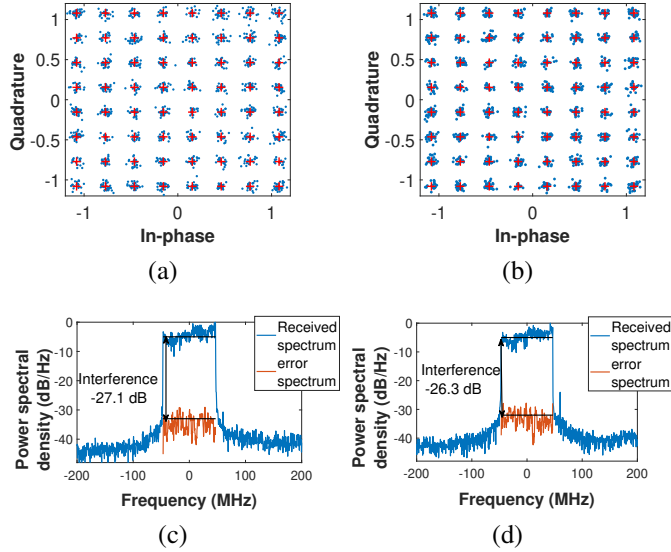 1
0.5
0
-0.5
-1
Quadrature
-1
0
1
In-phase
(a)
1
0.5
0
-0.5
-1
Quadrature
-1
0
1
In-phase
(b)
0
-10
-20
-30
-40
Power spectral
density (dB/Hz)
Interference
-27.1 dB
Received
spectrum
error
spectrum
-200
-100
0
100
200
Frequency (MHz)
(c)
0
-10
-20
-30
-40
Power spectral
density (dB/Hz)
Interference
-26.3 dB
Received
spectrum
error
spectrum
-200
-100
0
100
200
Frequency (MHz)
(d)